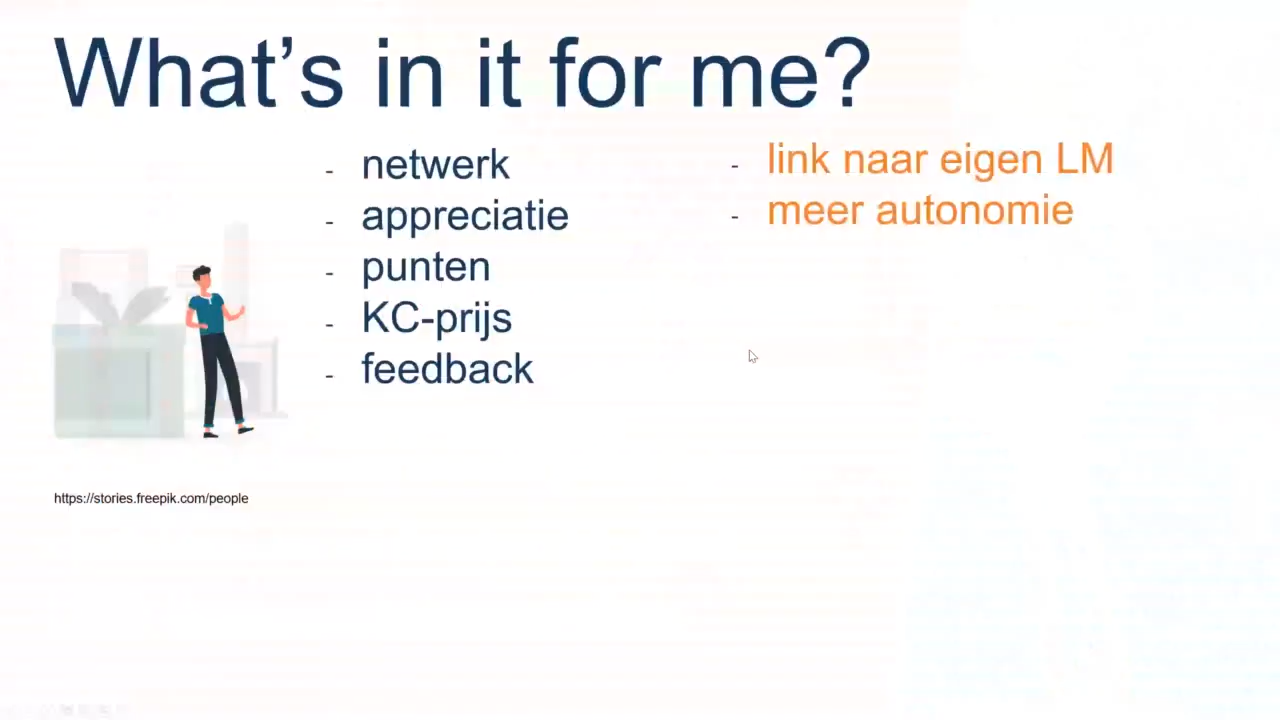 What's in it for me?
- netwerk
- appreciatie
- punten
- KC-prijs
- feedback
- link naar eigen LM
- meer autonomie
https://stories.freepik.com/people